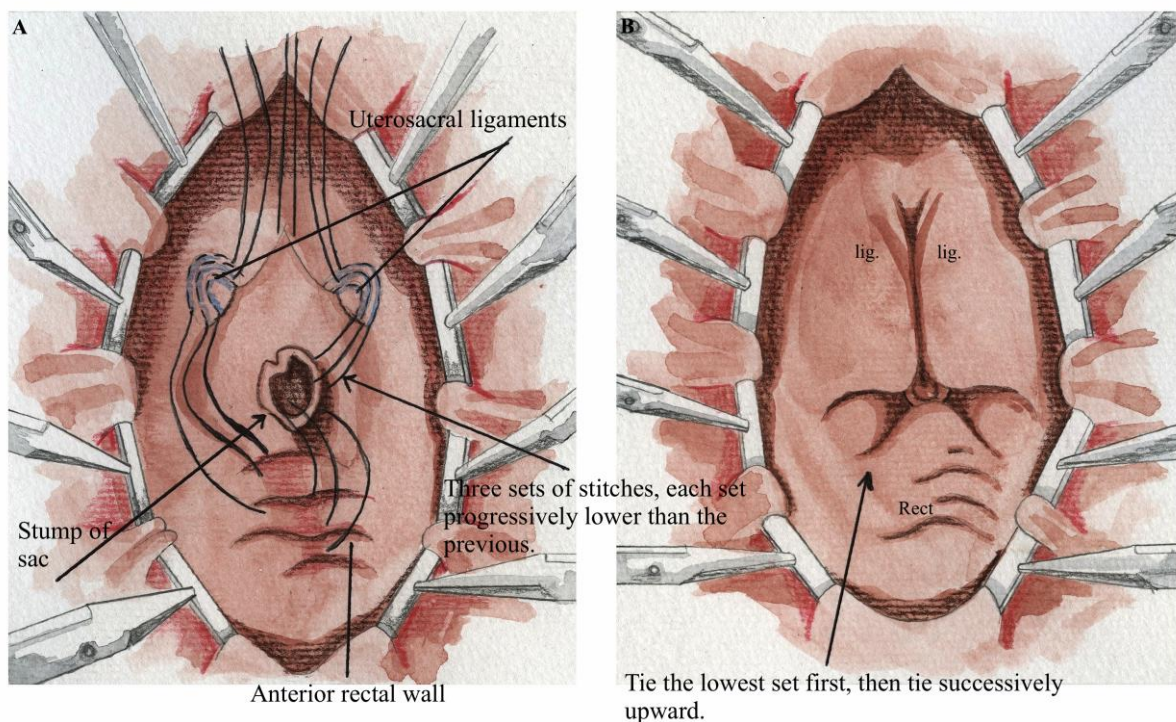 A
Uterosacral ligaments
Stump of
sac
Three sets of stitches, each set
progressively lower than the
previous.
Anterior rectal wall
B
lig.
lig.
Rect
Tie the lowest set first, then tie successively
upward.